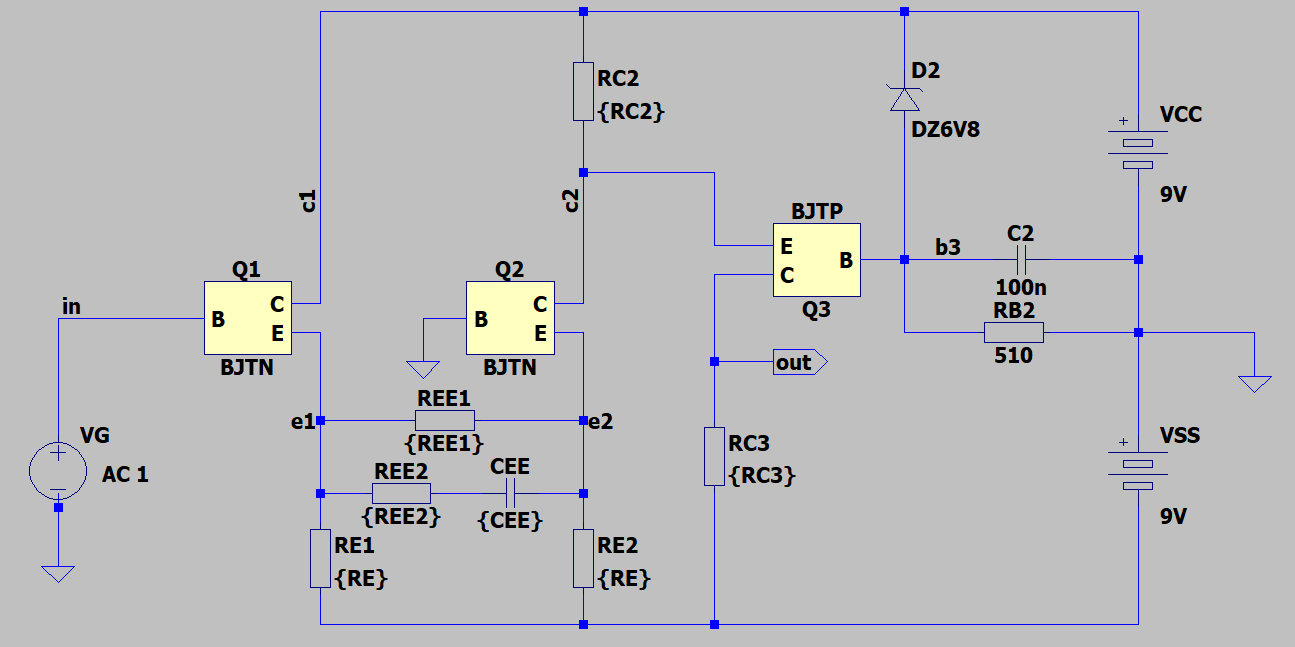 RC2
{RC2}
D2
DZ6V8
+
VCC
9V
c1
c2
BJTP
E
C
B
Q3
b3
C2
100n
RB2
510
Q1
B
C
E
BJTN
in
Q2
B
C
E
BJTN
out
REE1
{REE1}
e1
e2
VG
AC 1
+
REE2
{REE2}
CEE
{CEE}
RC3
{RC3}
+
VSS
9V
RE1
{RE}
RE2
{RE}